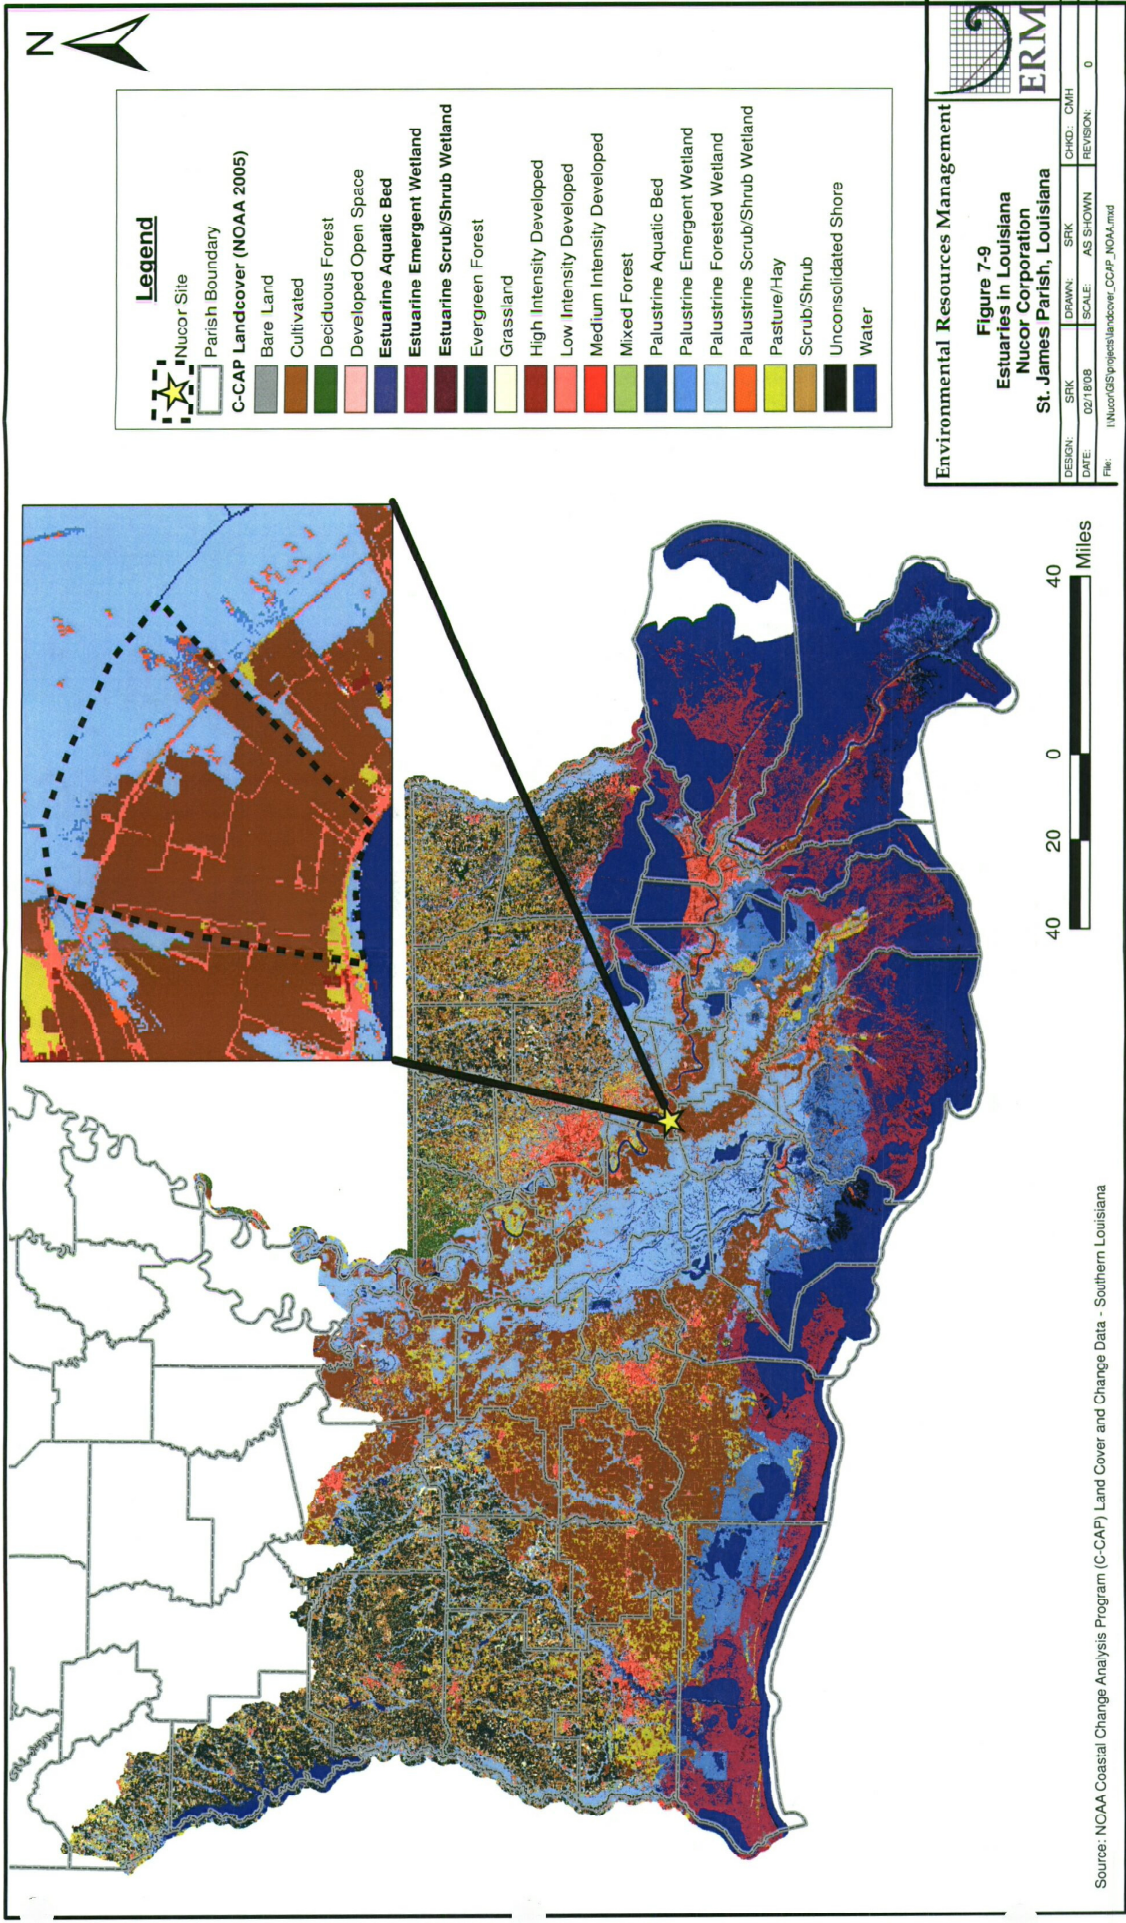 N
Legend
Nucor Site
Parish Boundary
C-CAP Landcover (NOAA 2005)
Bare Land
Cultivated
Deciduous Forest
Developed Open Space
Estuarine Aquatic Bed
Estuarine Emergent Wetland
Estuarine Scrub/Shrub Wetland
Evergreen Forest
Grassland
High Intensity Developed
Low Intensity Developed
Medium Intensity Developed
Mixed Forest
Palustrine Aquatic Bed
Palustrine Emergent Wetland
Palustrine Forested Wetland
Palustrine Scrub/Shrub Wetland
Pasture/Hay
Scrub/Shrub
Unconsolidated Shore
Water
40 20 0 40
Miles
Source: NOAA Coastal Change Analysis Program (C-CAP) Land Cover and Change Data - Southern Louisiana
Environmental Resources Management
ERM
Figure 7-9
Estuaries in Louisiana
Nucor Corporation
St. James Parish, Louisiana
DESIGN: SRK DRAWN: SRK CHKD.: CMH
DATE: 02/18/08 SCALE: AS SHOWN REVISION: 0
File: I:\Nucor\GIS\projects\landcover_CCAP_NOAA.mxd